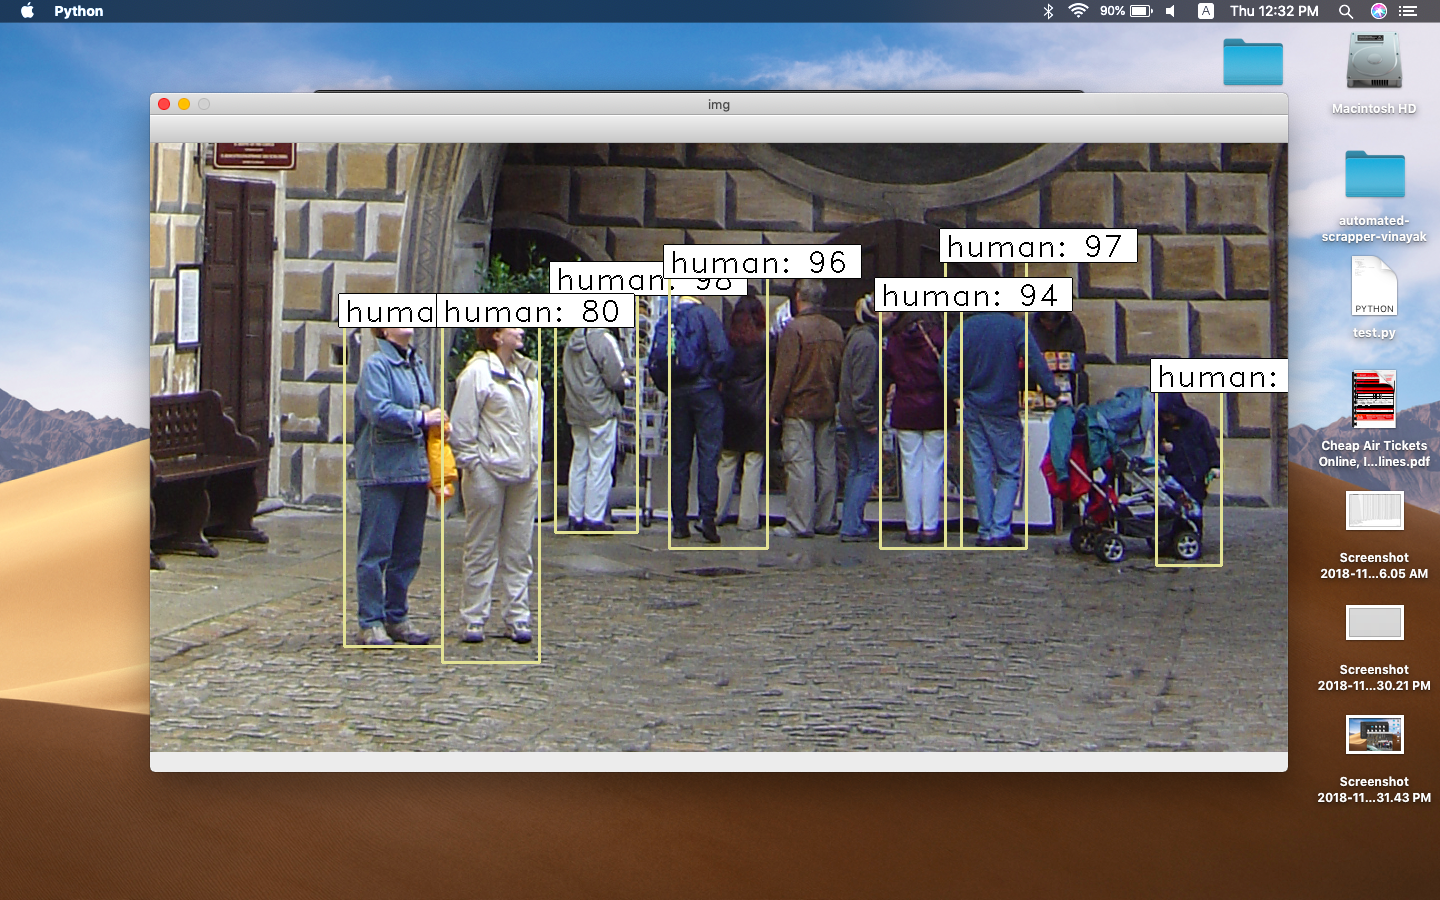 Python
90%
A
Thu 12:32 PM
img
Macintosh HD
automated-
scrapper-vinayak
PYTHON
test.py
Cheap Air Tickets
Online, I...lines.pdf
Screenshot
2018-11...6.05 AM
Screenshot
2018-11...30.21 PM
Screenshot
2018-11...31.43 PM
human: 97
human: 96
human: 98
human: 94
huma
human: 80
human: